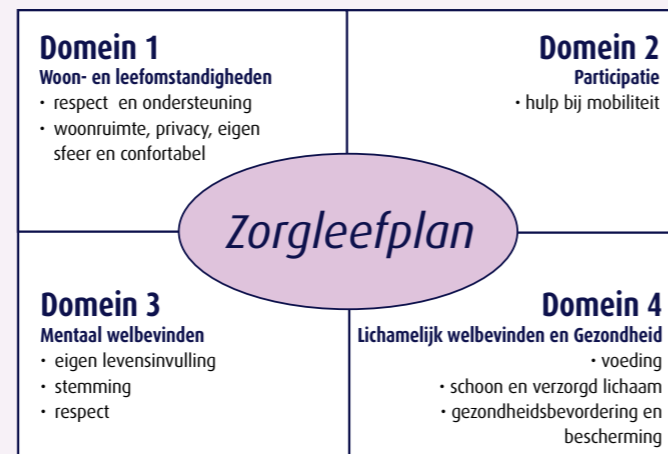 Domein 1
Woon- en leefomstandigheden
• respect en ondersteuning
• woonruimte, privacy, eigen
sfeer en confortabel
Domein 2
Participatie
• hulp bij mobiliteit
Zorgleefplan
Domein 3
Mentaal welbevinden
• eigen levensinvulling
• stemming
• respect
Domein 4
Lichamelijk welbevinden en Gezondheid
• voeding
• schoon en verzorgd lichaam
• gezondheidsbevordering en
bescherming